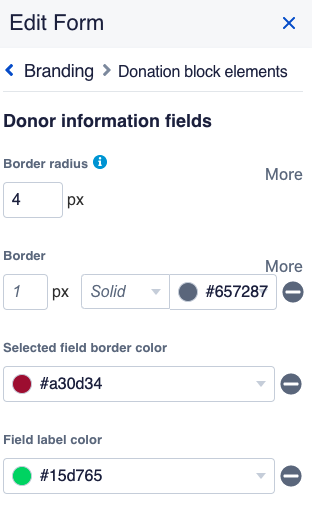 Edit Form
Branding Donation block elements
Donor information fields
Border radius
More
4 px
Border
More
1 px Solid #657287
Selected field border color
#a30d34
Field label color
#15d765